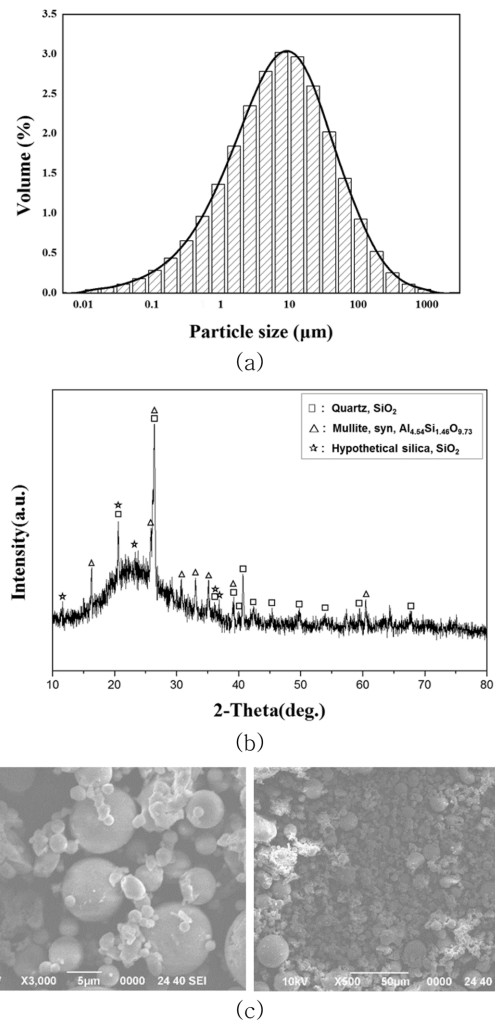 3.5
3.0
2.5
2.0
1.5
1.0
0.5
0.0
Volume (%)
0.01 0.1 1 10 100 1000
Particle size (µm)
(a)
□ : Quartz, SiO₂
△ : Mullite, syn, Al₄.₅₄Si₁.₄₆O₉.₇₃
☆ : Hypothetical silica, SiO₂
Intensity(a.u.)
10 20 30 40 50 60 70 80
2-Theta(deg.)
(b)
X3,000 5µm 0000 24 40 SEI
10kV X500 50µm 0000 24 40
(c)